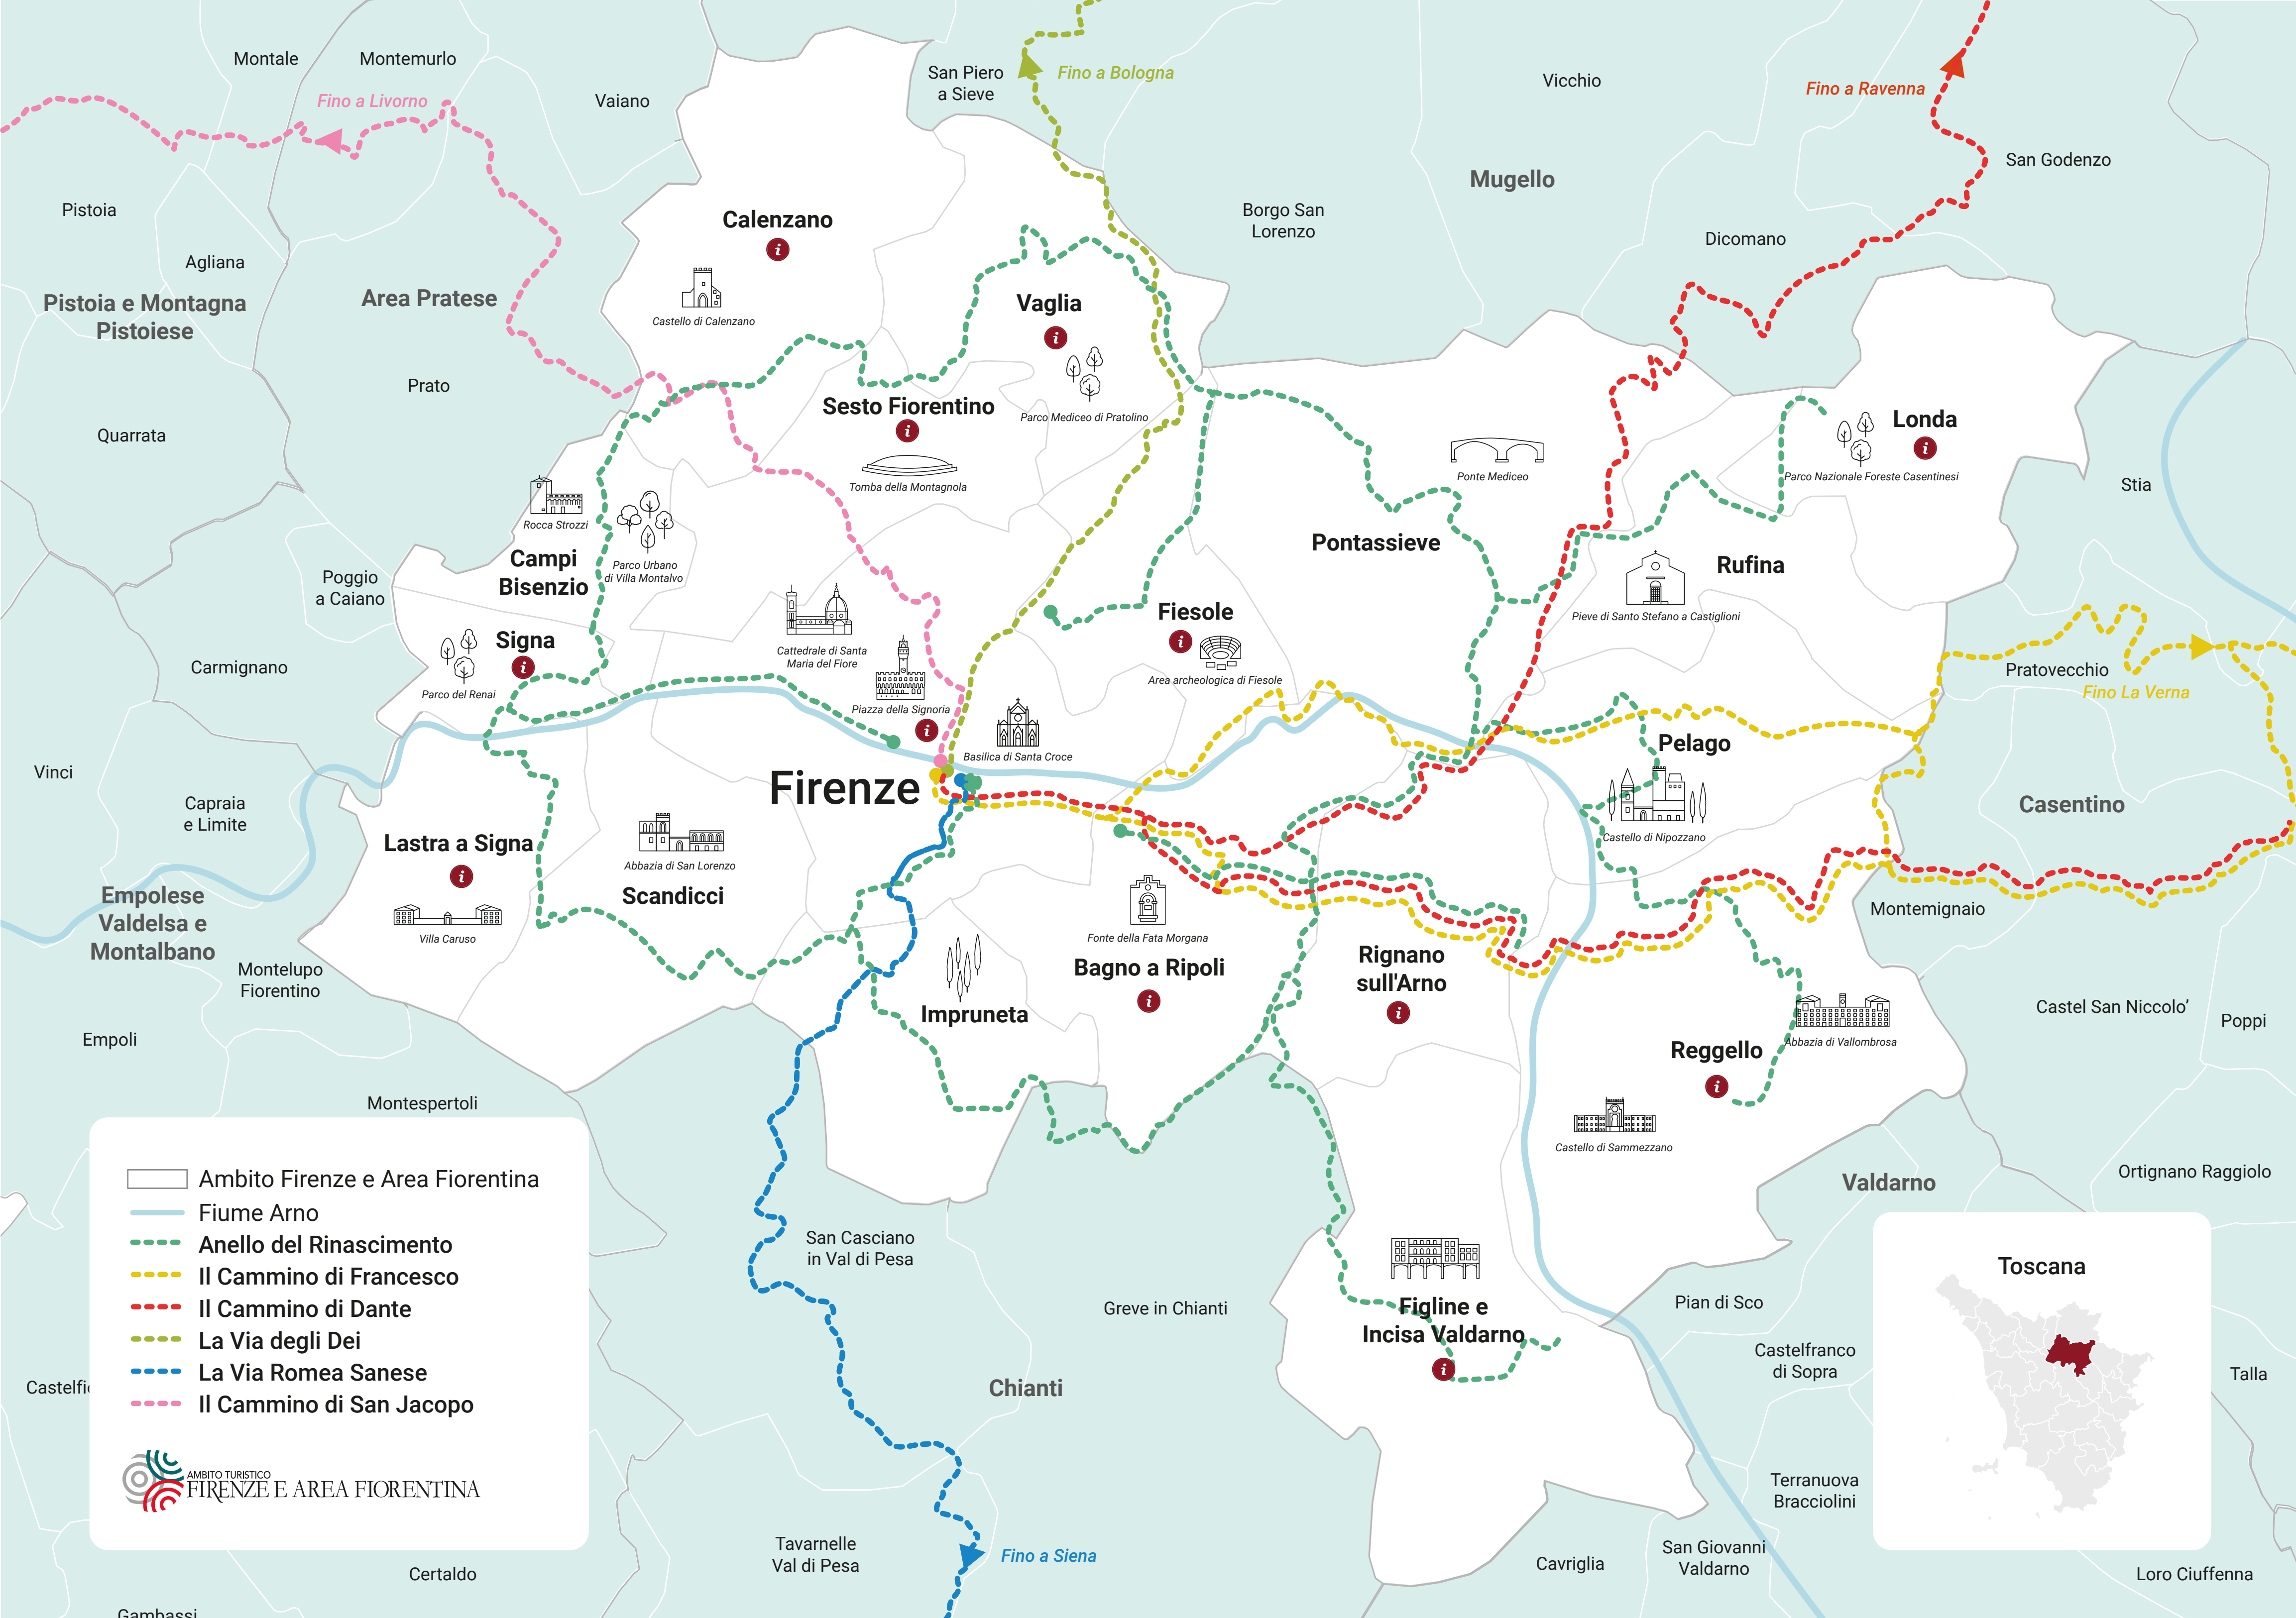 Montale
Montemurlo
Fino a Livorno
Vaiano
San Piero
a Sieve
Fino a Bologna
Vicchio
Fino a Ravenna
San Godenzo
Mugello
Pistoia
Agliana
Calenzano
Borgo San
Lorenzo
Dicomano
Pistoia e Montagna
Pistoiese
Area Pratese
Castello di Calenzano
Vaglia
Prato
Sesto Fiorentino
Parco Mediceo di Pratolino
Londa
Quarrata
Tomba della Montagnola
Ponte Mediceo
Parco Nazionale Foreste Casentinesi
Stia
Rocca Strozzi
Campi
Bisenzio
Parco Urbano
di Villa Montalvo
Pontassieve
Rufina
Poggio
a Caiano
Fiesole
Pieve di Santo Stefano a Castiglioni
Signa
Cattedrale di Santa
Maria del Fiore
Carmignano
Parco del Renai
Area archeologica di Fiesole
Pratovecchio
Fino La Verna
Piazza della Signoria
Basilica di Santa Croce
Pelago
Vinci
Firenze
Capraia
e Limite
Casentino
Castello di Nipozzano
Lastra a Signa
Abbazia di San Lorenzo
Scandicci
Empolese
Valdelsa e
Montalbano
Villa Caruso
Montemignaio
Fonte della Fata Morgana
Bagno a Ripoli
Rignano
sull'Arno
Montelupo
Fiorentino
Impruneta
Castel San Niccolo’
Poppi
Empoli
Abbazia di Vallombrosa
Reggello
Montespertoli
Castello di Sammezzano
Ortignano Raggiolo
Valdarno
Ambito Firenze e Area Fiorentina
Fiume Arno
Anello del Rinascimento
Il Cammino di Francesco
Il Cammino di Dante
La Via degli Dei
La Via Romea Sanese
Il Cammino di San Jacopo
AMBITO TURISTICO
FIRENZE E AREA FIORENTINA
San Casciano
in Val di Pesa
Greve in Chianti
Figline e
Incisa Valdarno
Pian di Sco
Toscana
Castelfranco
di Sopra
Castelfi
Chianti
Talla
Terranuova
Bracciolini
Tavarnelle
Val di Pesa
Fino a Siena
Cavriglia
San Giovanni
Valdarno
Certaldo
Loro Ciuffenna
Gambassi